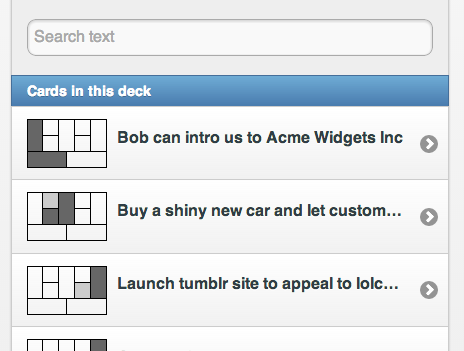 Search text
Cards in this deck
Bob can intro us to Acme Widgets Inc
Buy a shiny new car and let custom...
Launch tumblr site to appeal to lolc...